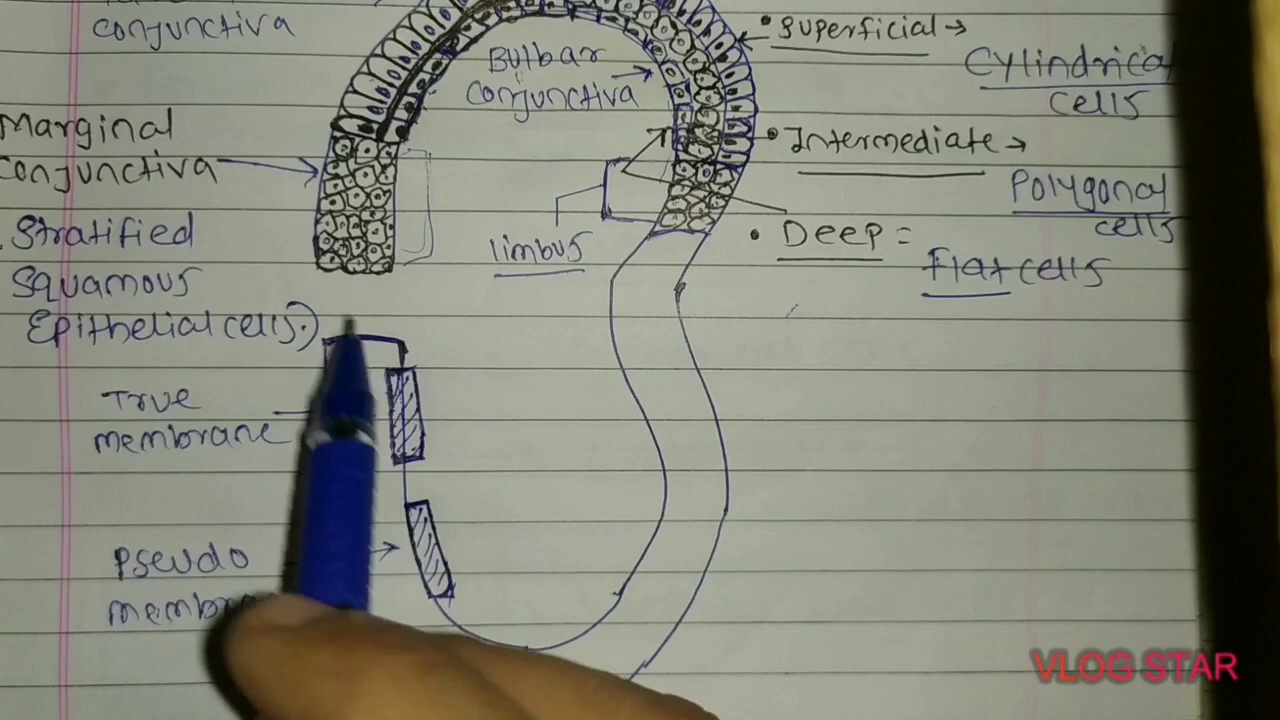 conjunctiva
Bulbar
conjunctiva
• Superficial →
Cylindrical
cells
Marginal
conjunctiva
• Intermediate →
Polygonal
cells
. Stratified
Squamous
Epithelial cells.)
limbus
• Deep =
flat cells
True
membrane
Pseudo
VLOG STAR